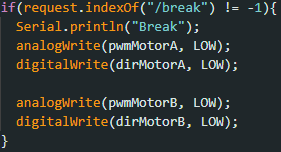 if(request.indexOf("/break") != -1){
Serial.println("Break");
analogWrite(pwmMotorA, LOW);
digitalWrite(dirMotorA, LOW);
analogWrite(pwmMotorB, LOW);
digitalWrite(dirMotorB, LOW);
}